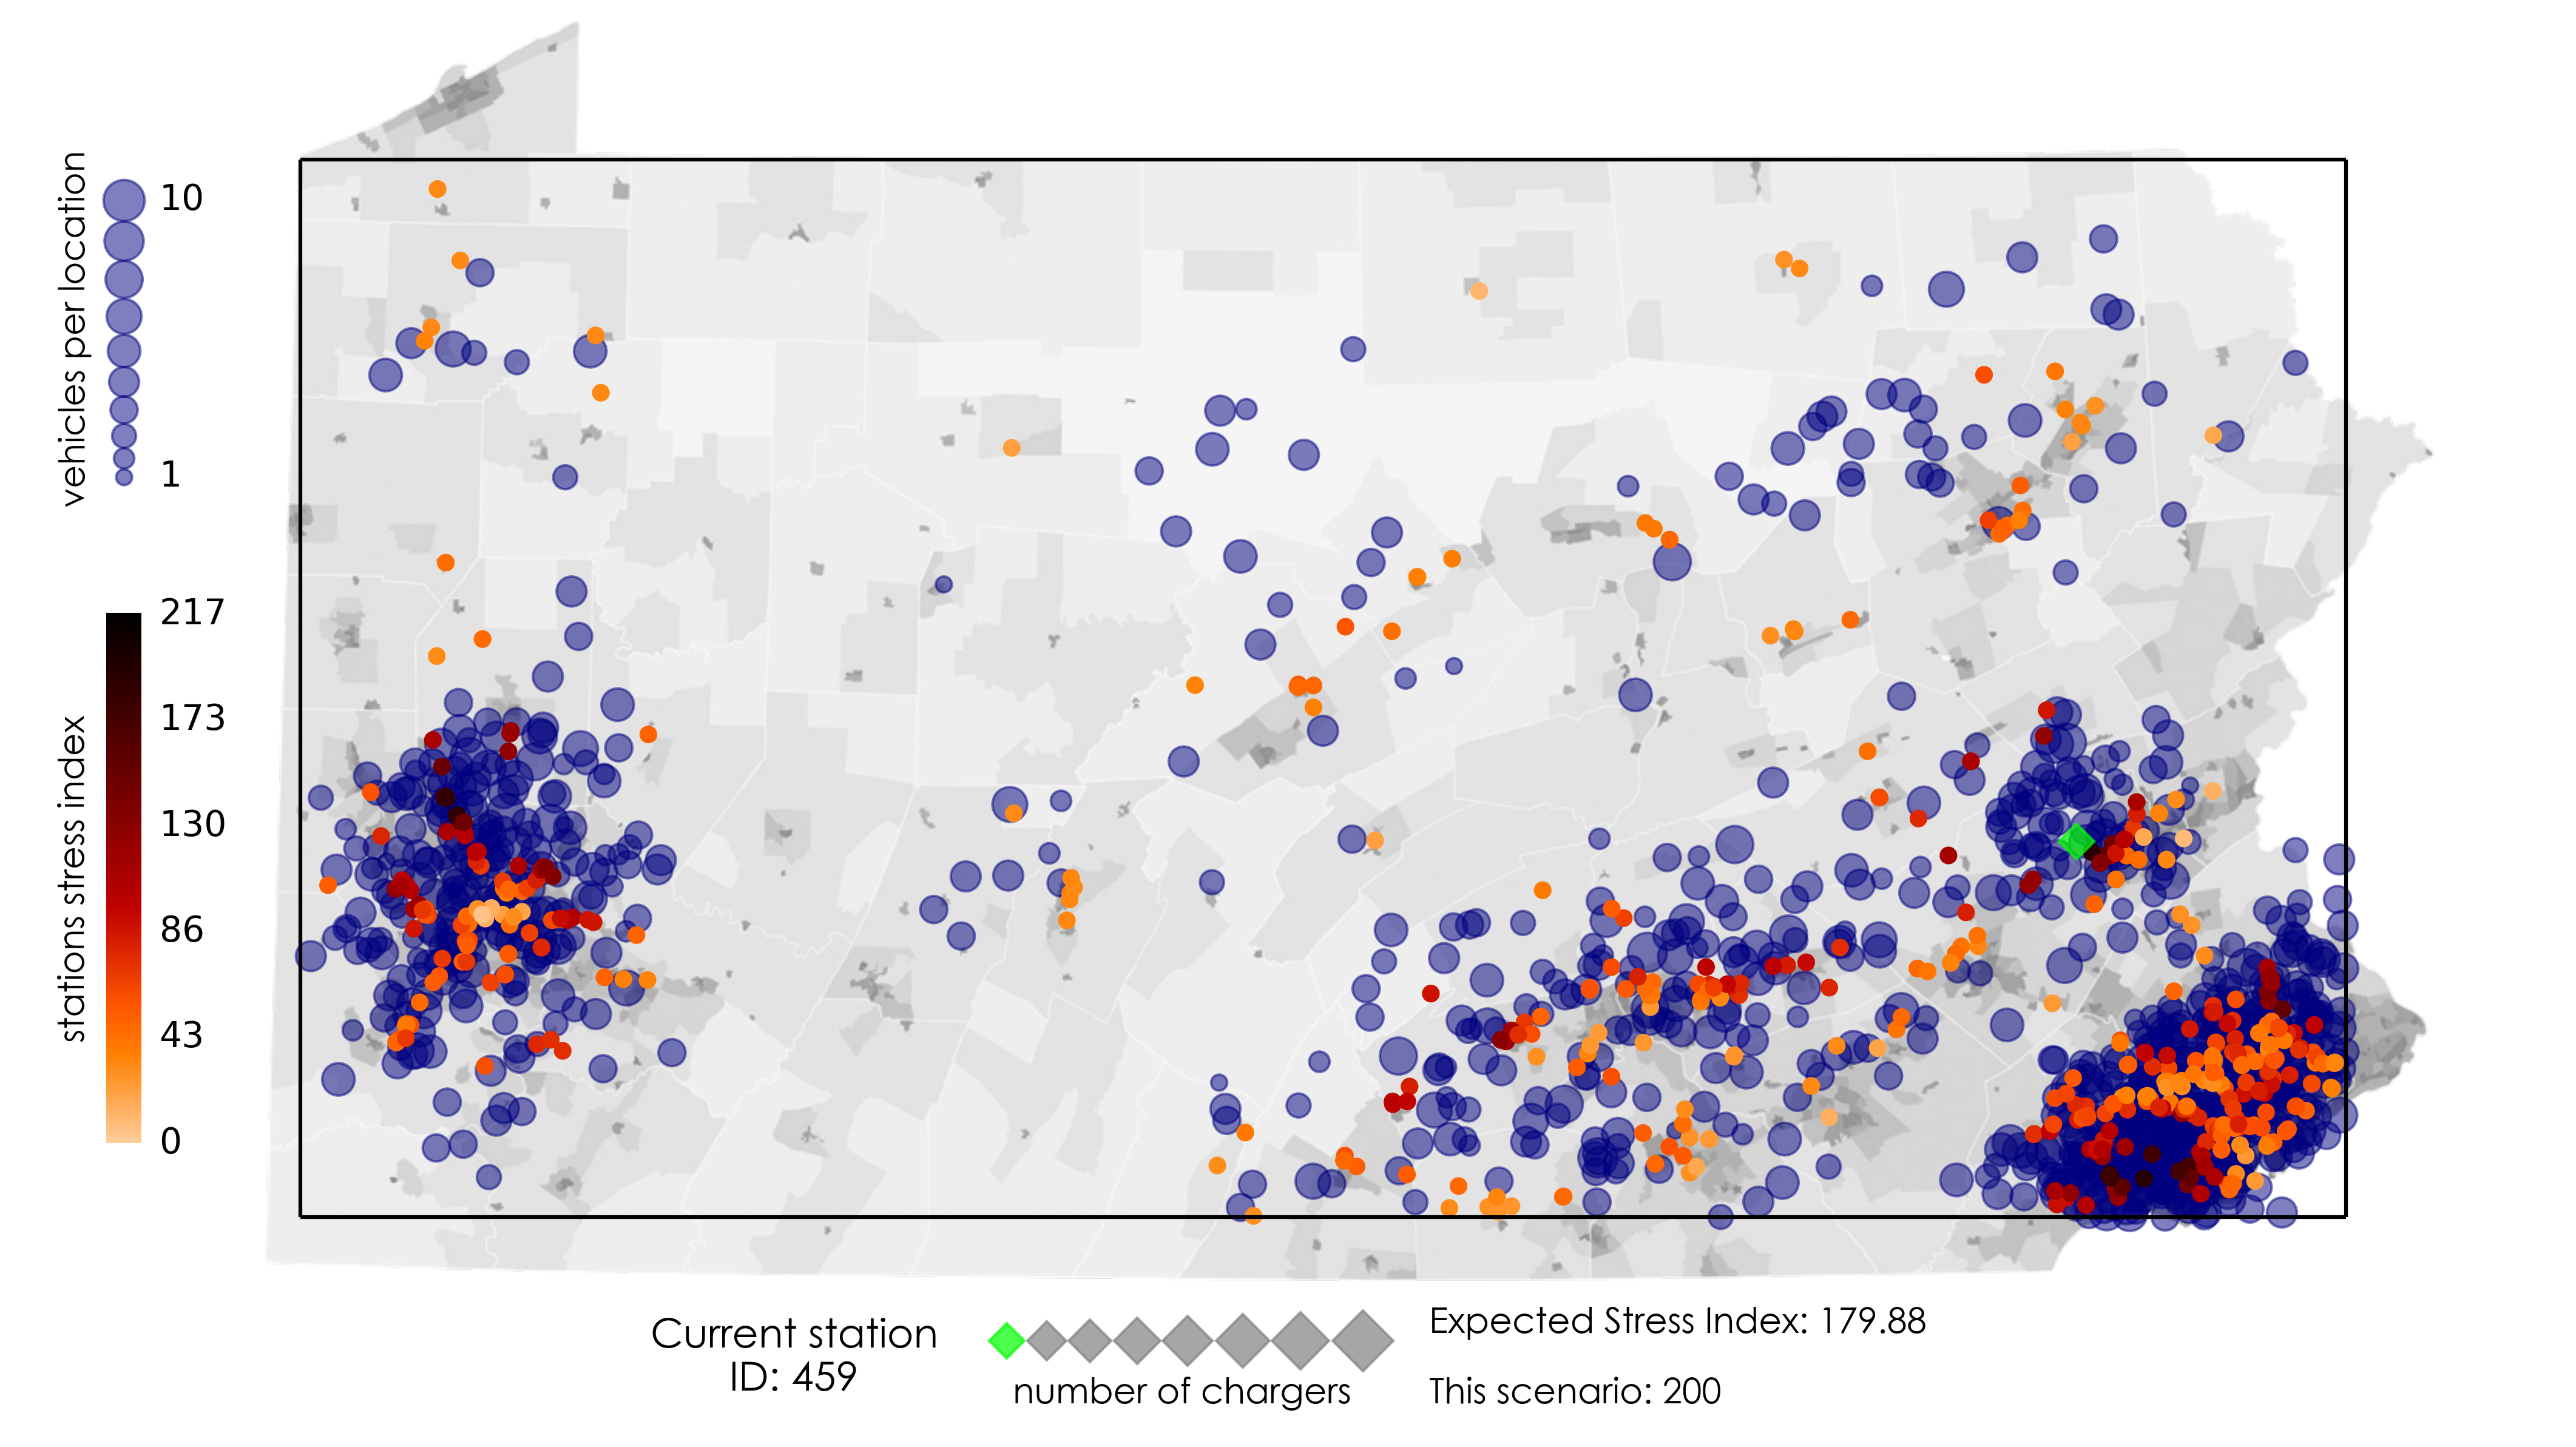 vehicles per location
10
1
stations stress index
217
173
130
86
43
0
Current station
ID: 459
number of chargers
Expected Stress Index: 179.88
This scenario: 200